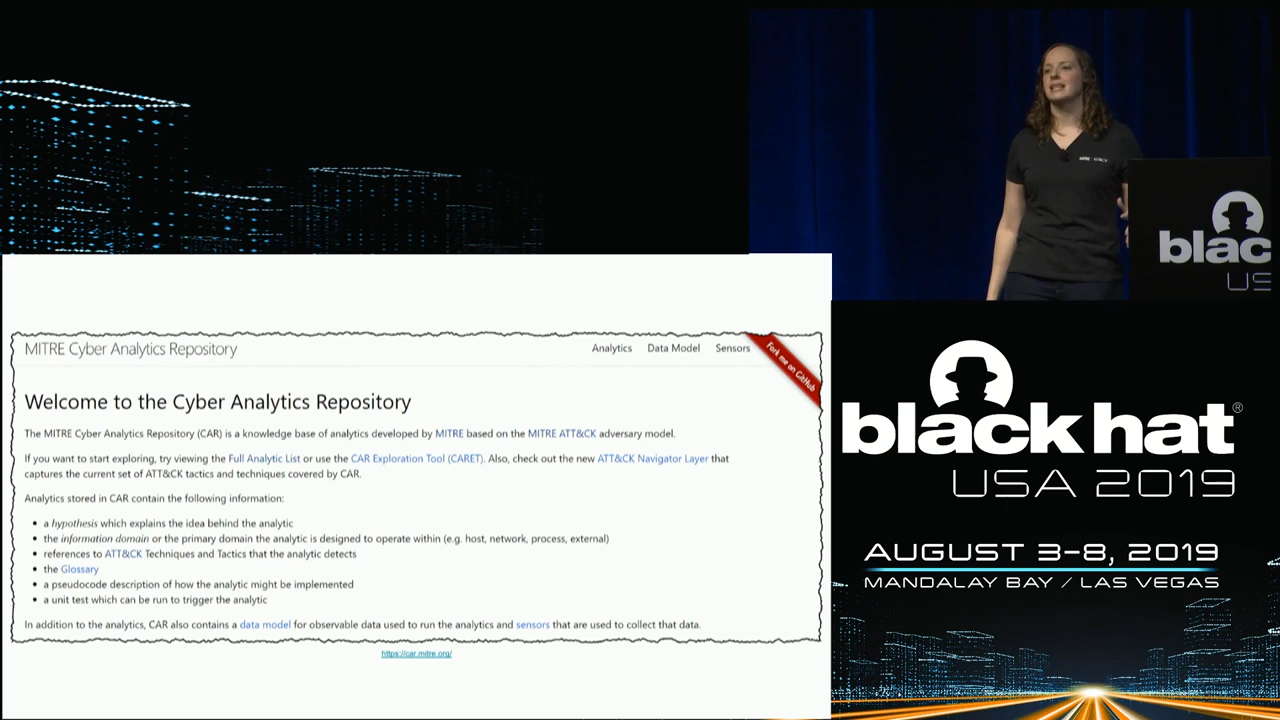 MITRE ATT&CK
blac
US
MITRE Cyber Analytics Repository
Analytics Data Model Sensors
Fork me on GitHub
Welcome to the Cyber Analytics Repository
The MITRE Cyber Analytics Repository (CAR) is a knowledge base of analytics developed by MITRE based on the MITRE ATT&CK adversary model.
If you want to start exploring, try viewing the Full Analytic List or use the CAR Exploration Tool (CARET). Also, check out the new ATT&CK Navigator Layer that
captures the current set of ATT&CK tactics and techniques covered by CAR.
Analytics stored in CAR contain the following information:
• a hypothesis which explains the idea behind the analytic
• the information domain or the primary domain the analytic is designed to operate within (e.g. host, network, process, external)
• references to ATT&CK Techniques and Tactics that the analytic detects
• the Glossary
• a pseudocode description of how the analytic might be implemented
• a unit test which can be run to trigger the analytic
In addition to the analytics, CAR also contains a data model for observable data used to run the analytics and sensors that are used to collect that data.
https://car.mitre.org/
black hat®
USA 2019
AUGUST 3–8, 2019
MANDALAY BAY / LAS VEGAS